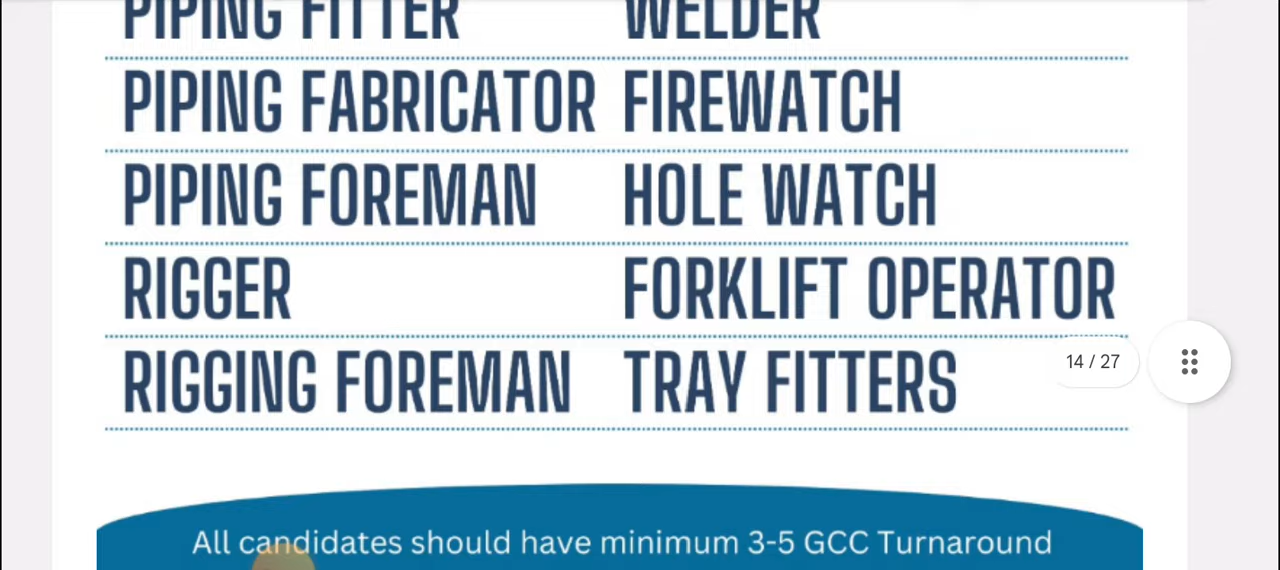 PIPING FITTER WELDER
PIPING FABRICATOR FIREWATCH
PIPING FOREMAN HOLE WATCH
RIGGER FORKLIFT OPERATOR
RIGGING FOREMAN TRAY FITTERS
14 / 27
All candidates should have minimum 3-5 GCC Turnaround